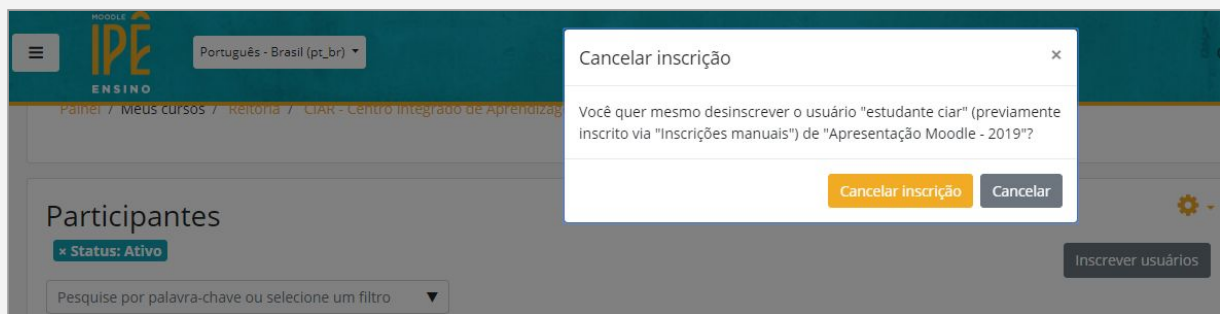 MOODLE
IPÊ
ENSINO
Português - Brasil (pt_br)
Painel / Meus cursos / Reitoria / CIAR - Centro Integrado de Aprendizag
Cancelar inscrição
×
Você quer mesmo desinscrever o usuário "estudante ciar" (previamente
inscrito via "Inscrições manuais") de "Apresentação Moodle - 2019"?
Cancelar inscrição Cancelar
Participantes
× Status: Ativo
Inscrever usuários
Pesquise por palavra-chave ou selecione um filtro